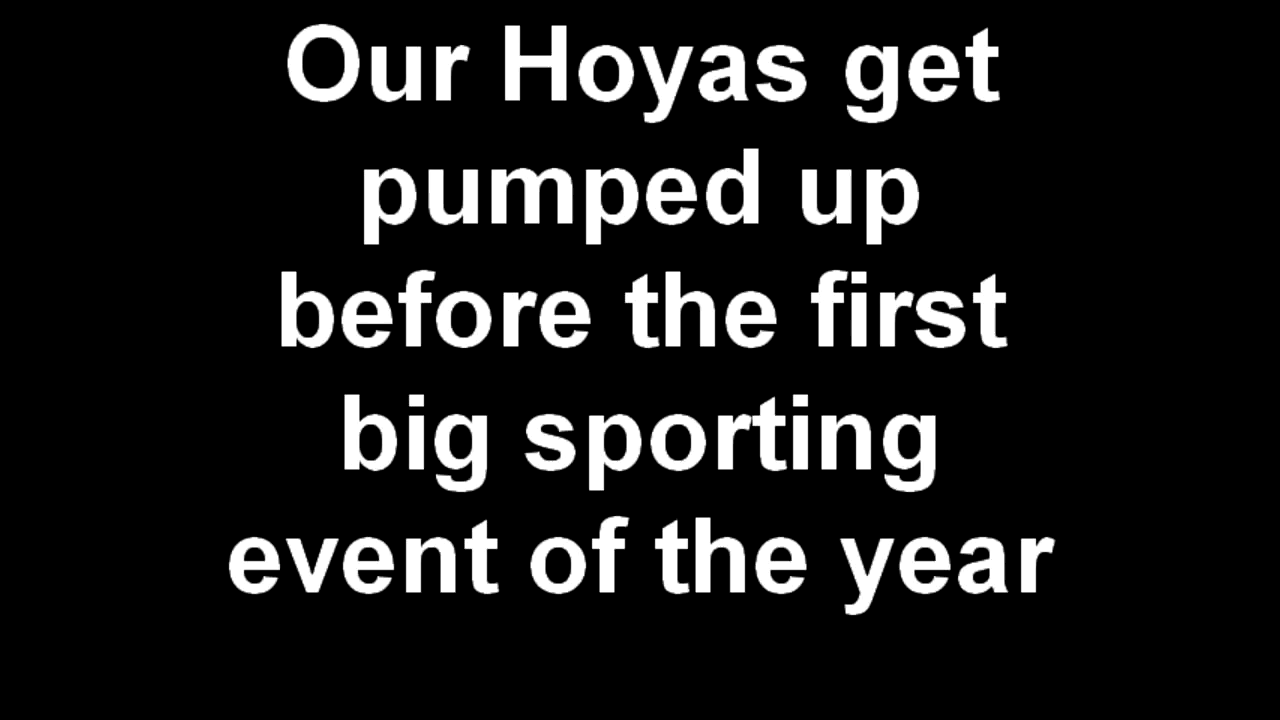 Our Hoyas get
pumped up
before the first
big sporting
event of the year